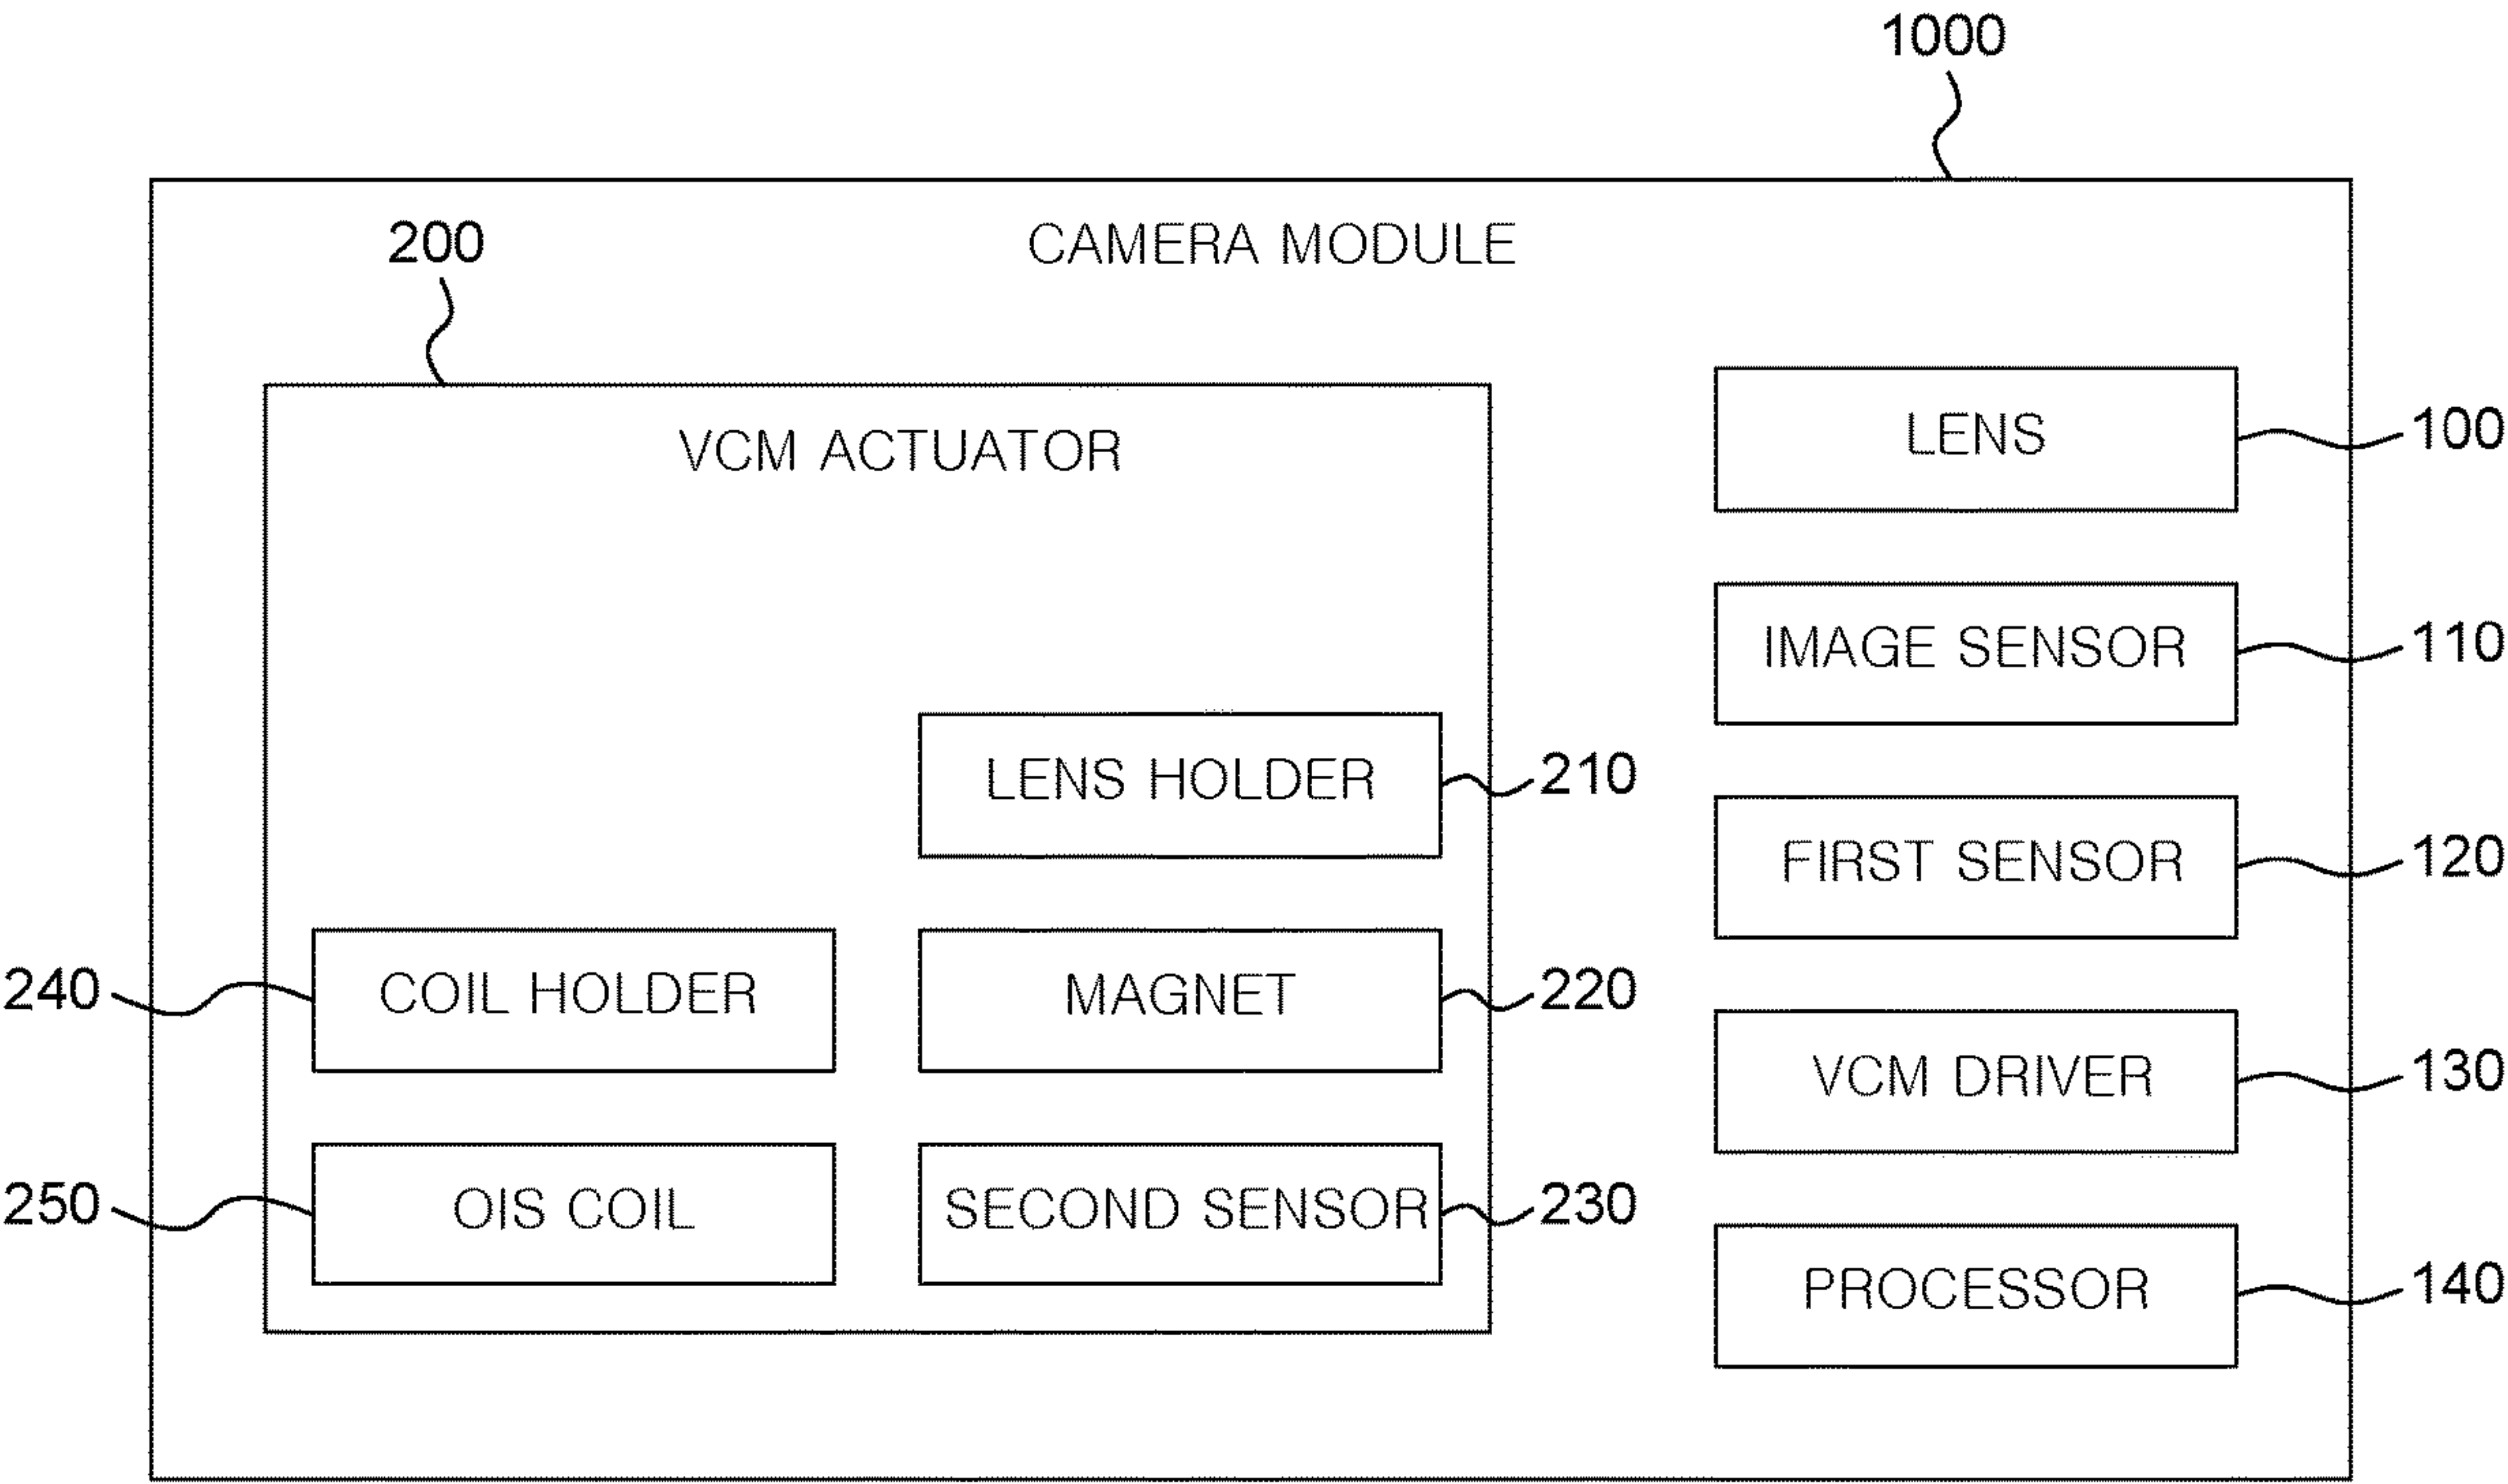 1000
CAMERA MODULE
200
VCM ACTUATOR
LENS 100
IMAGE SENSOR 110
LENS HOLDER 210
FIRST SENSOR 120
240 COIL HOLDER
MAGNET 220
VCM DRIVER 130
250 OIS COIL
SECOND SENSOR 230
PROCESSOR 140